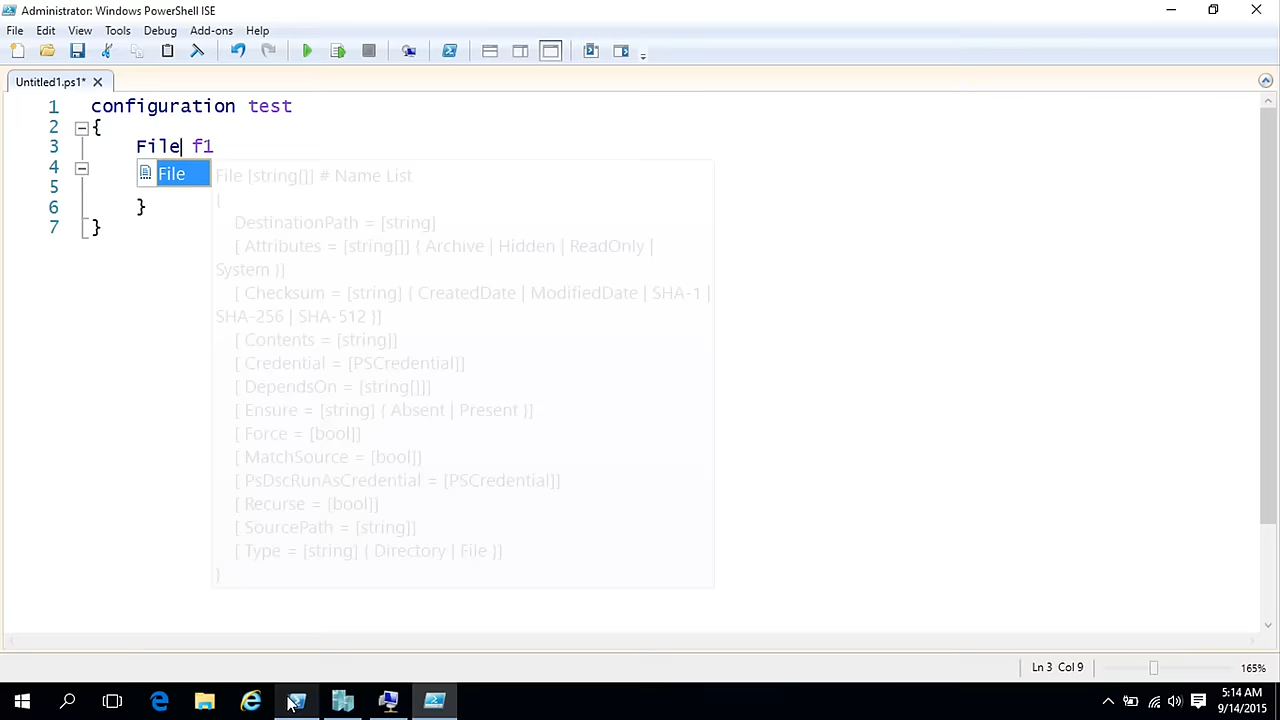 Administrator: Windows PowerShell ISE
File Edit View Tools Debug Add-ons Help
Untitled1.ps1*
1 configuration test
2 {
3 File f1
4
5
6 }
7 }
File
File [string[]] # Name List
{
DestinationPath = [string]
[ Attributes = [string[]] { Archive | Hidden | ReadOnly |
System }]
[ Checksum = [string] { CreatedDate | ModifiedDate | SHA-1 |
SHA-256 | SHA-512 }]
[ Contents = [string]]
[ Credential = [PSCredential]]
[ DependsOn = [string[]]]
[ Ensure = [string] { Absent | Present }]
[ Force = [bool]]
[ MatchSource = [bool]]
[ PsDscRunAsCredential = [PSCredential]]
[ Recurse = [bool]]
[ SourcePath = [string]]
[ Type = [string] { Directory | File }]
}
Ln 3 Col 9 165%
5:14 AM
9/14/2015